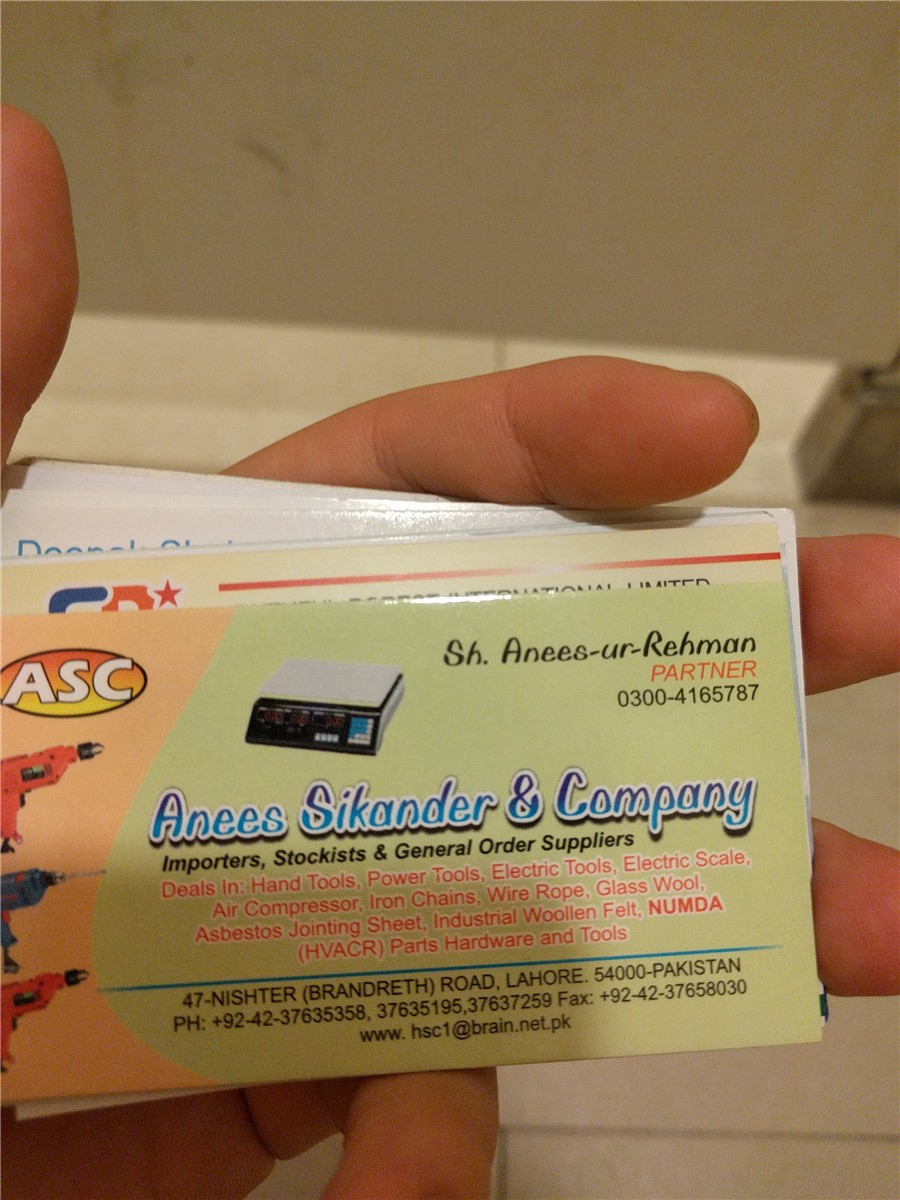 INTERNATIONAL LIMITED
ASC
Sh. Anees-ur-Rehman
PARTNER
0300-4165787
Anees Sikander & Company
Importers, Stockists & General Order Suppliers
Deals In: Hand Tools, Power Tools, Electric Tools, Electric Scale,
Air Compressor, Iron Chains, Wire Rope, Glass Wool,
Asbestos Jointing Sheet, Industrial Woollen Felt, NUMDA
(HVACR) Parts Hardware and Tools
47-NISHTER (BRANDRETH) ROAD, LAHORE. 54000-PAKISTAN
PH: +92-42-37635358, 37635195,37637259 Fax: +92-42-37658030
www. hsc1@brain.net.pk